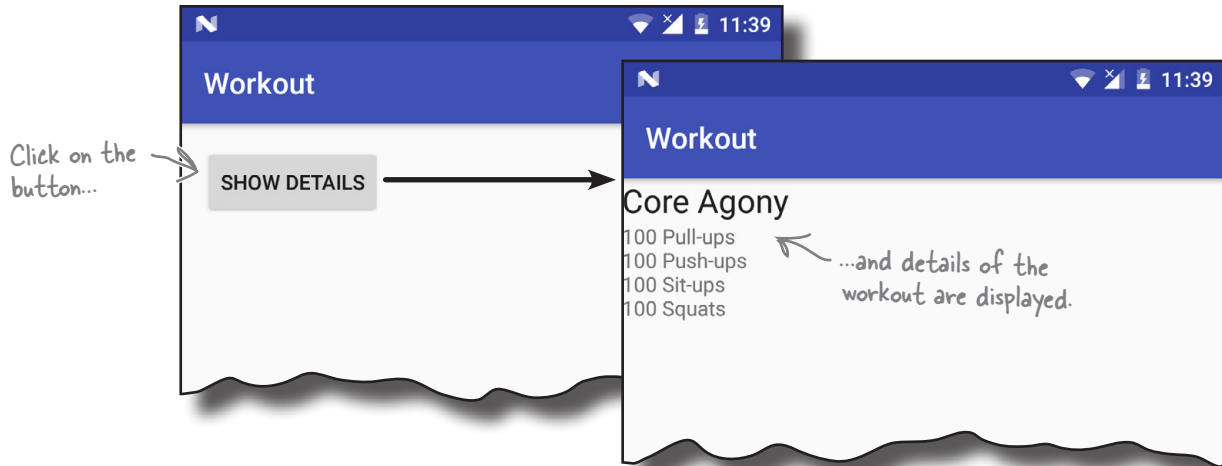 11:39
Workout
Click on the
button...
SHOW DETAILS
11:39
Workout
Core Agony
100 Pull-ups
100 Push-ups
100 Sit-ups
100 Squats
...and details of the
workout are displayed.